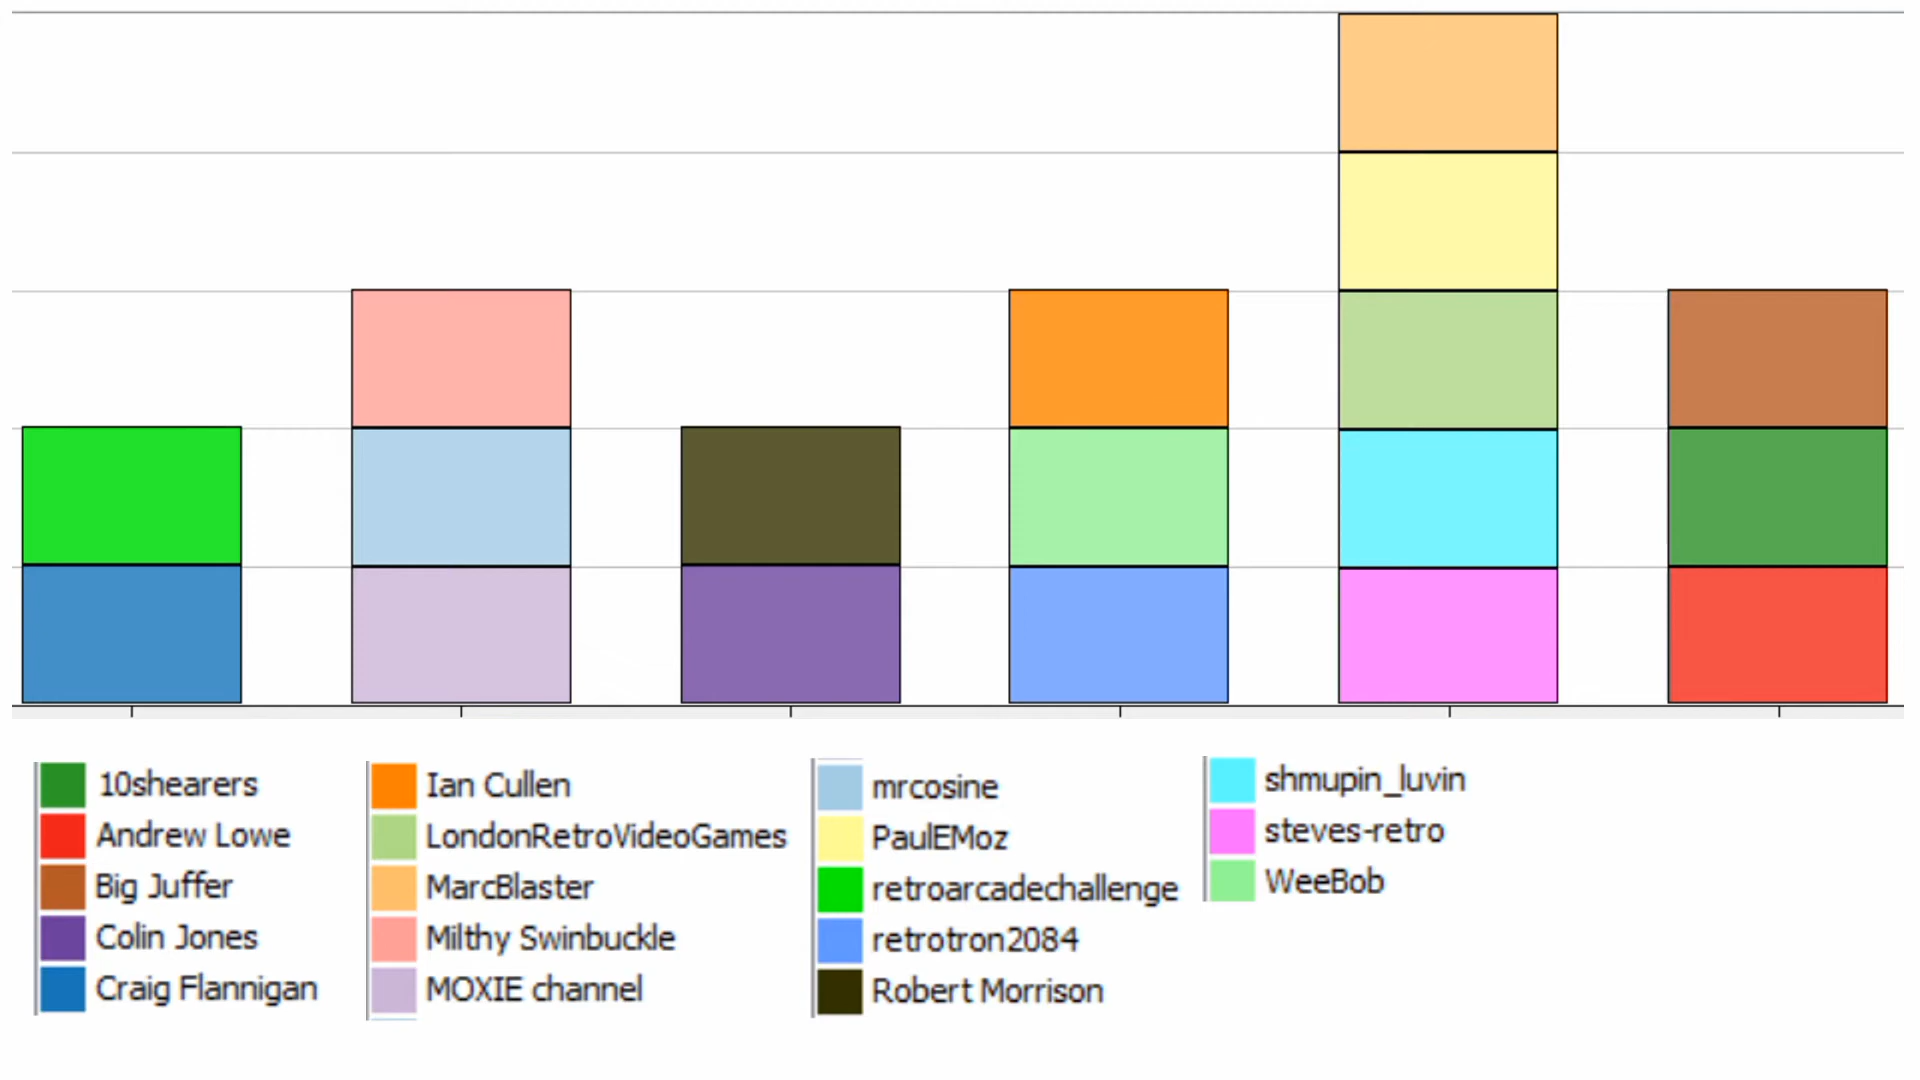 10shearers
Andrew Lowe
Big Juffer
Colin Jones
Craig Flannigan
Ian Cullen
LondonRetroVideoGames
MarcBlaster
Milthy Swinbuckle
MOXIE channel
mrcosine
PaulEMoz
retroarcadechallenge
retrotron2084
Robert Morrison
shmupin_luvin
steves-retro
WeeBob